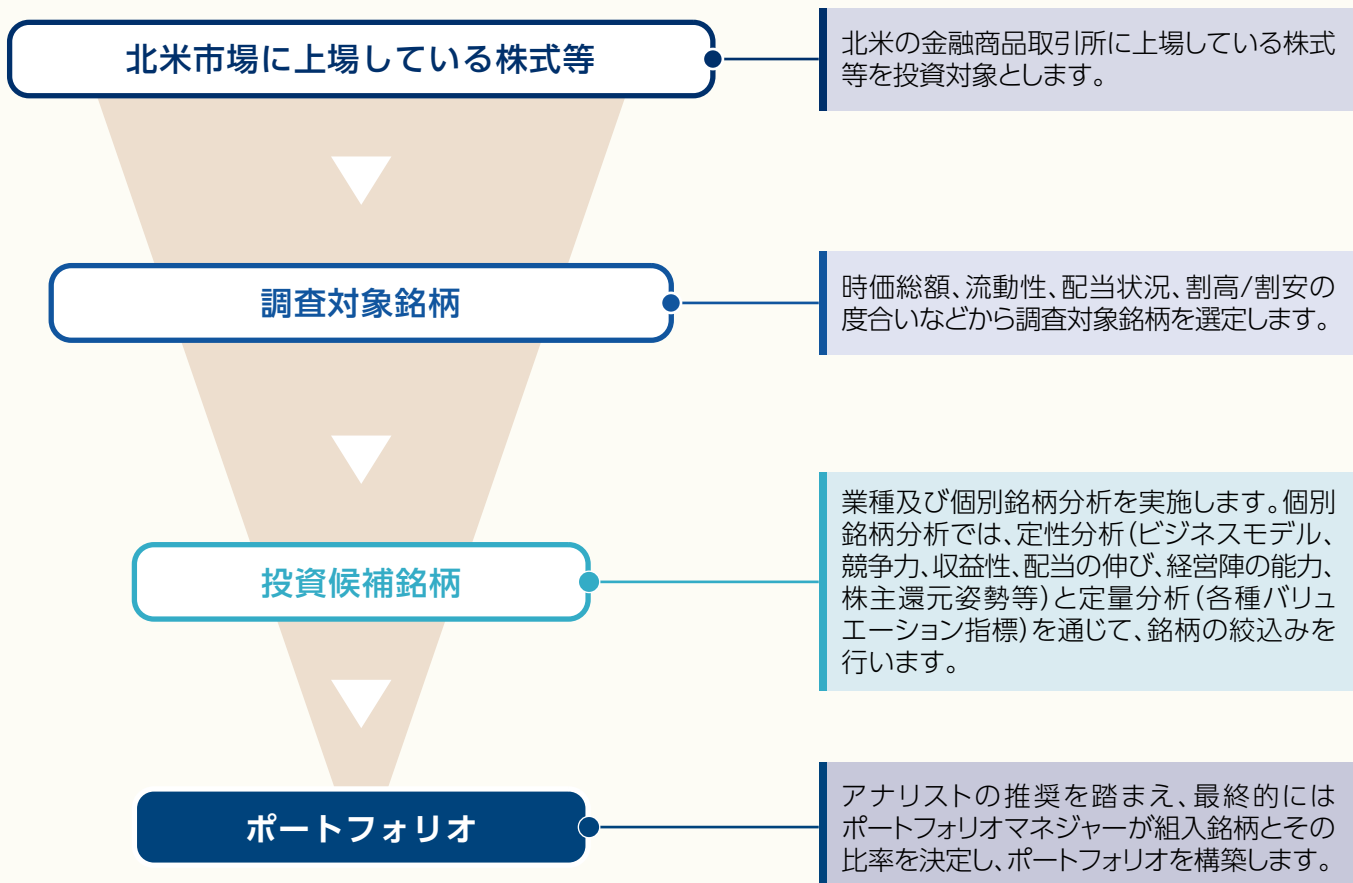 北米市場に上場している株式等
北米の金融商品取引所に上場している株式
等を投資対象とします。
調査対象銘柄
時価総額、流動性、配当状況、割高/割安の
度合いなどから調査対象銘柄を選定します。
投資候補銘柄
業種及び個別銘柄分析を実施します。個別
銘柄分析では、定性分析(ビジネスモデル、
競争力、収益性、配当の伸び、経営陣の能力、
株主還元姿勢等)と定量分析(各種バリュ
エーション指標)を通じて、銘柄の絞込みを
行います。
ポートフォリオ
アナリストの推奨を踏まえ、最終的には
ポートフォリオマネジャーが組入銘柄とその
比率を決定し、ポートフォリオを構築します。